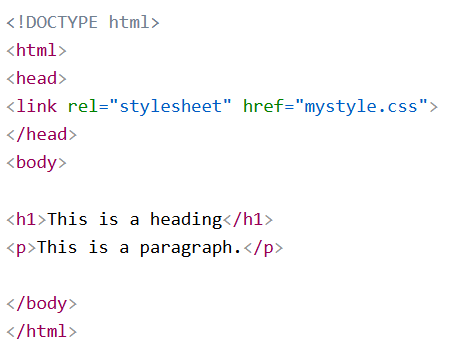 <!DOCTYPE html>
<html>
<head>
<link rel="stylesheet" href="mystyle.css">
</head>
<body>
<h1>This is a heading</h1>
<p>This is a paragraph.</p>
</body>
</html>